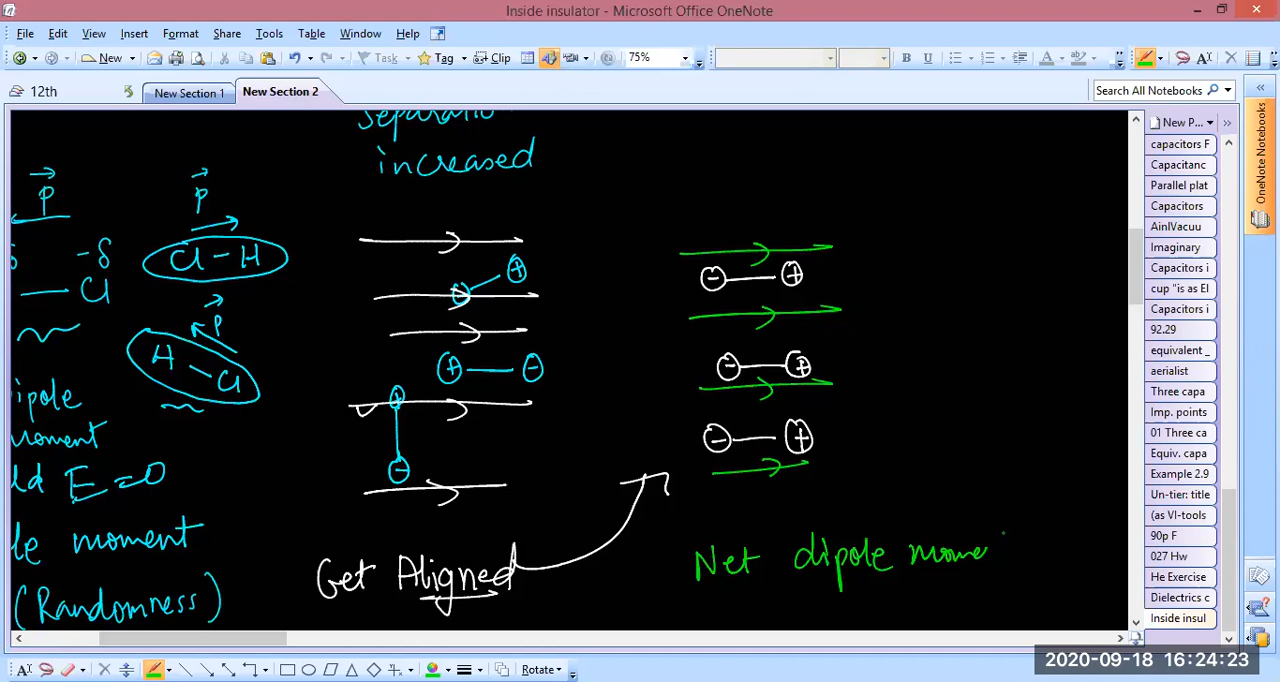 Inside insulator - Microsoft Office OneNote
File Edit View Insert Format Share Tools Table Window Help
Back New Task Tag Clip 75%
12th
New Section 1
New Section 2
Search All Notebooks
New P...
OneNote Notebooks
capacitors F
Capacitanc
Parallel plat
Capacitors
AinIVacuu
Imaginary
Capacitors i
cup "is as El
Capacitors i
92.29
equivalent _
aerialist
Three capa
Imp. points
01 Three ca
Equiv. capa
Example 2.9
Un-tier: title
(as VI-tools
90p F
027 Hw
He Exercise
Dielectrics c
Inside insul
increased
P
P
-δ
Cl
Cl - H
P
H - Cl
ipole
moment
ld E = 0
le moment
(Randomness)
+
-
+ -
+
-
Get Aligned
- +
- +
- +
Net dipole mome
Rotate
2020-09-18 16:24:23